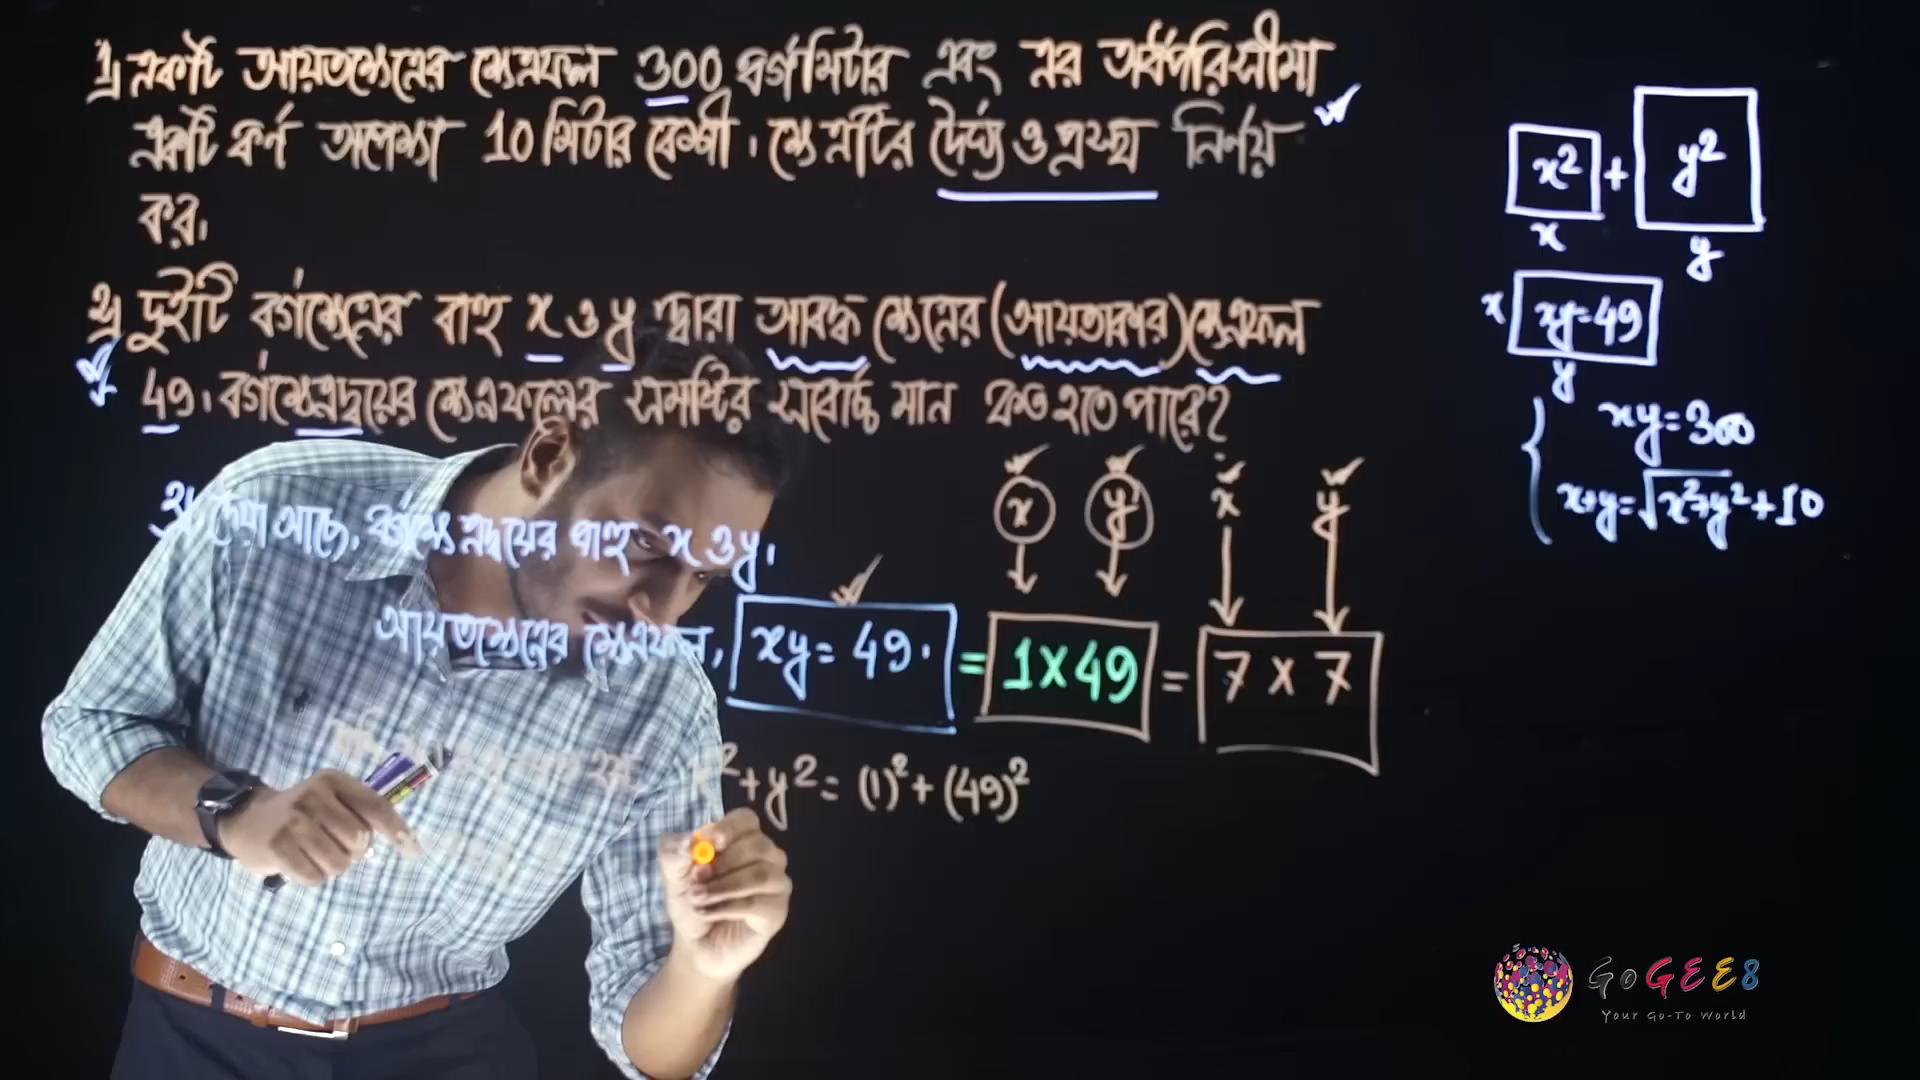 ১। একটি আয়তক্ষেত্রের ক্ষেত্রফল 300 বর্গমিটার এবং এর অর্ধপরিসীমা
একটি কর্ণ অপেক্ষা 10 মিটার বেশী। ক্ষেত্রটির দৈর্ঘ্য ও প্রস্থ নির্ণয়
কর।
২। দুইটি বর্গক্ষেত্রের বাহু x ও y দ্বারা আবদ্ধ ক্ষেত্রের (আয়তাকার) ক্ষেত্রফল
49। বর্গক্ষেত্রদ্বয়ের ক্ষেত্রফলের সমষ্টির সর্বোচ্চ মান কত হতে পারে?
২। দেয়া আছে, বর্গক্ষেত্রদ্বয়ের বাহু x ও y।
আয়তক্ষেত্রের ক্ষেত্রফল, xy = 49. = 1×49 = 7 × 7
x y x y
x² + y² = (1)² + (49)²
x² + y²
x y
x xy=49
y
xy=300
x+y=√x²+y²+10
GoGEE8
Your Go-To World